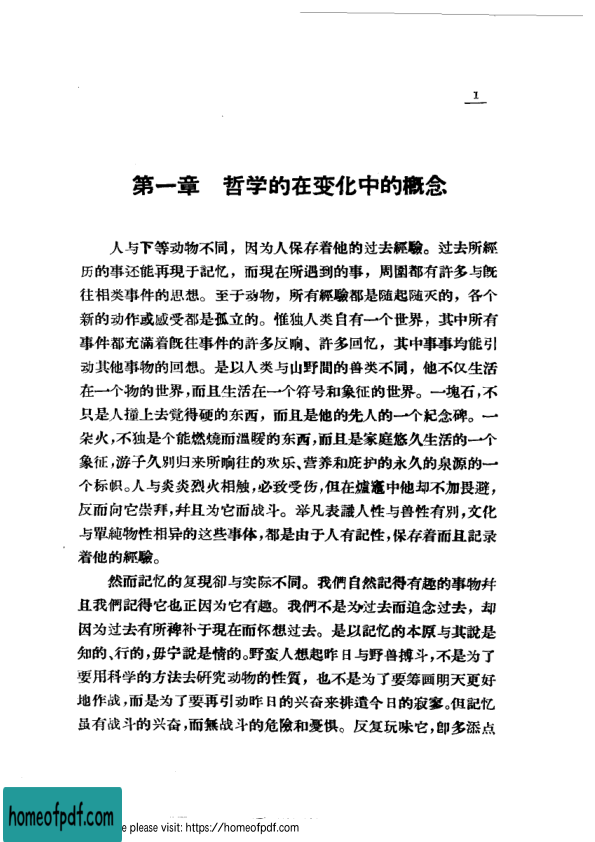 1
第一章 哲学的在变化中的概念
人与下等动物不同，因为人保存着他的过去經驗。过去所經
历的事还能再現于記忆，而現在所遇到的事，周圍都有許多与旣
往相类事件的思想。至于动物，所有經驗都是随起随灭的，各个
新的动作或感受都是孤立的。惟独人类自有一个世界，其中所有
事件都充滿着旣往事件的許多反响、許多回忆，其中事事均能引
动其他事物的回想。是以人类与山野間的兽类不同，他不仅生活
在一个物的世界，而且生活在一个符号和象征的世界。一块石，不
只是人撞上去觉得硬的东西，而且是他的先人的一个紀念碑。一
朵火，不独是个能燃燒而溫暖的东西，而且是家庭悠久生活的一个
象征，游子久别归来所响往的欢乐、营养和庇护的永久的泉源的一
个标帜。人与炎炎烈火相触，必致受伤，但在爐竈中他却不加畏避，
反而向它崇拜，幷且为它而战斗。举凡表識人性与兽性有別，文化
与單純物性相异的这些事体，都是由于人有記性，保存着而且記录
着他的經驗。
然而記忆的复現卻与实际不同。我們自然記得有趣的事物幷
且我們記得它也正因为它有趣。我們不是为过去而追念过去，却
因为过去有所裨补于現在而怀想过去。是以記忆的本原与其說是
知的、行的，毋宁說是情的。野蛮人想起昨日与野兽搏斗，不是为了
要用科学的方法去研究动物的性質，也不是为了要筹画明天更好
地作战，而是为了要再引动昨日的兴奋来排遣今日的寂寥。但記忆
虽有战斗的兴奋，而無战斗的危險和憂惧。反复玩味它，卽多添点
homeofpdf.com
e please visit: https://homeofpdf.com